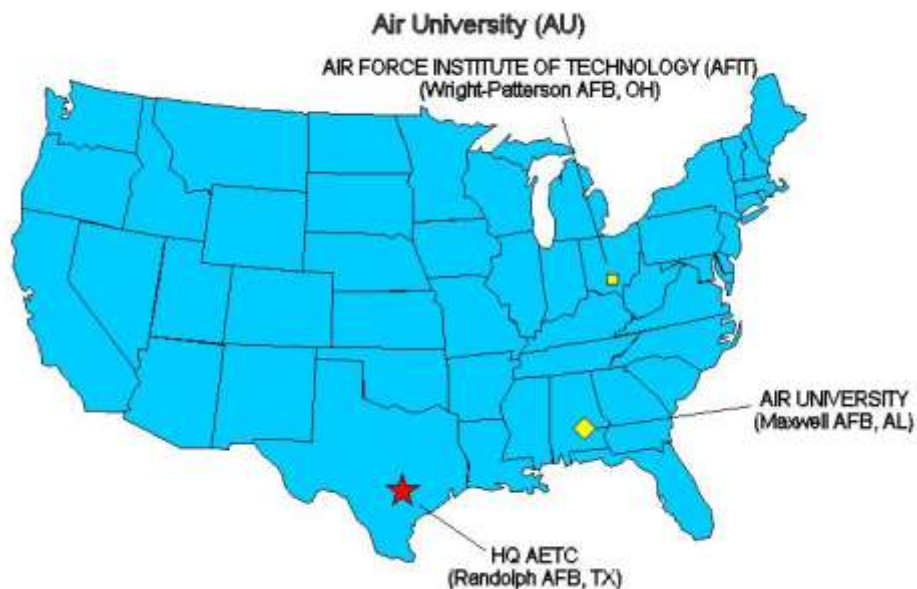 Air University (AU)
AIR FORCE INSTITUTE OF TECHNOLOGY (AFIT)
(Wright-Patterson AFB, OH)
AIR UNIVERSITY
(Maxwell AFB, AL)
HQ AETC
(Randolph AFB, TX)